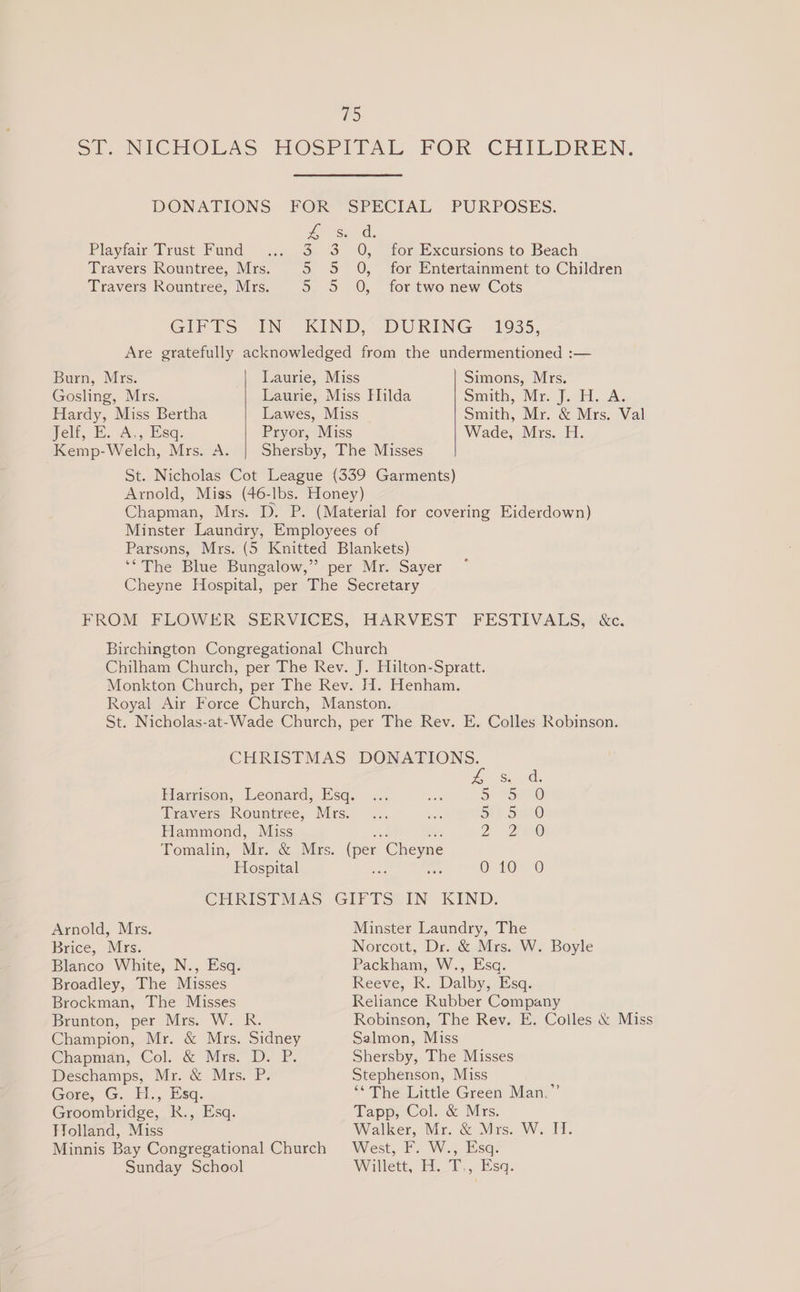 75
ST. NICHOLAS HOSPITAL FOR CHILDREN.
DONATIONS FOR SPECIAL PURPOSES.
£ s. d.
Playfair Trust Fund ... 3 3 0, for Excursions to Beach
Travers Rountree, Mrs. 5 5 0, for Entertainment to Children
Travers Rountree, Mrs. 5 5 0, for two new Cots
GIFTS IN KIND, DURING 1935,
Are gratefully acknowledged from the undermentioned :—
Burn, Mrs.
Gosling, Mrs.
Hardy, Miss Bertha
Jelf, E. A., Esq.
Kemp-Welch, Mrs. A.
Laurie, Miss
Laurie, Miss Hilda
Lawes, Miss
Pryor, Miss
Shersby, The Misses
Simons, Mrs.
Smith, Mr. J. H. A.
Smith, Mr. & Mrs. Val
Wade, Mrs. H.
St. Nicholas Cot League (339 Garments)
Arnold, Miss (46-lbs. Honey)
Chapman, Mrs. D. P. (Material for covering Eiderdown)
Minster Laundry, Employees of
Parsons, Mrs. (5 Knitted Blankets)
“The Blue Bungalow,” per Mr. Sayer
Cheyne Hospital, per The Secretary
FROM FLOWER SERVICES, HARVEST FESTIVALS, &c.
Birchington Congregational Church
Chilham Church, per The Rev. J. Hilton-Spratt.
Monkton Church, per The Rev. H. Henham.
Royal Air Force Church, Manston.
St. Nicholas-at-Wade Church, per The Rev. E. Colles Robinson.
CHRISTMAS DONATIONS.
£ s. d.
Harrison, Leonard, Esq. ... ... 5 5 0
Travers Rountree, Mrs. ... ... 5 5 0
Hammond, Miss ... ... 2 2 0
Tomalin, Mr. & Mrs. (per Cheyne
Hospital ... ... 0 10 0
CHRISTMAS GIFTS IN KIND.
Arnold, Mrs.
Brice, Mrs.
Blanco White, N., Esq.
Broadley, The Misses
Brockman, The Misses
Brunton, per Mrs. W. R.
Champion, Mr. & Mrs. Sidney
Chapman, Col. & Mrs. D. P.
Deschamps, Mr. & Mrs. P.
Gore, G. H., Esq.
Groombridge, R., Esq.
Holland, Miss
Minnis Bay Congregational Church
Sunday School
Minster Laundry, The
Norcott, Dr. & Mrs. W. Boyle
Packham, W., Esq.
Reeve, R. Dalby, Esq.
Reliance Rubber Company
Robinson, The Rev. E. Colles & Miss
Salmon, Miss
Shersby, The Misses
Stephenson, Miss
“The Little Green Man.”
Tapp, Col. & Mrs.
Walker, Mr. & Mrs. W. H.
West, F. W., Esq.
Willett, H. T., Esq.